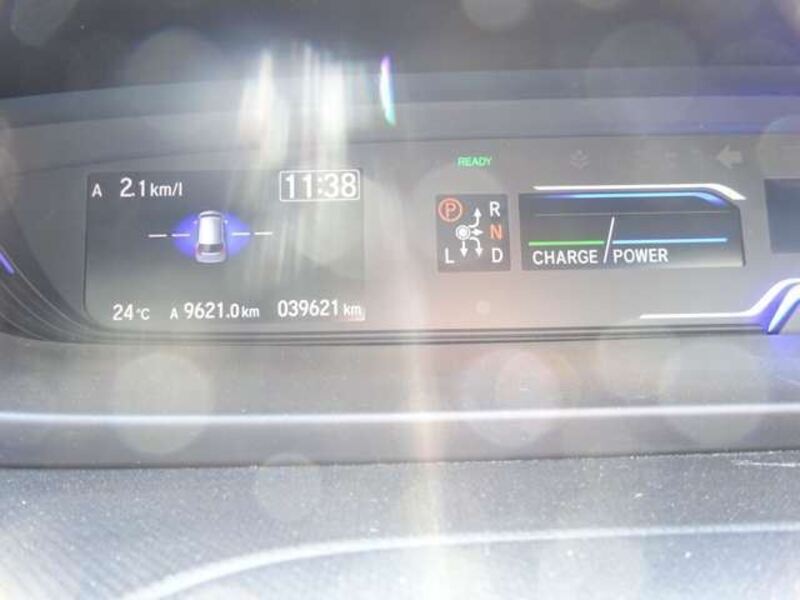 A 2.1 km/l 11:38
24 °C A 9621.0 km 039621 km
READY
P R
N
L D
CHARGE / POWER